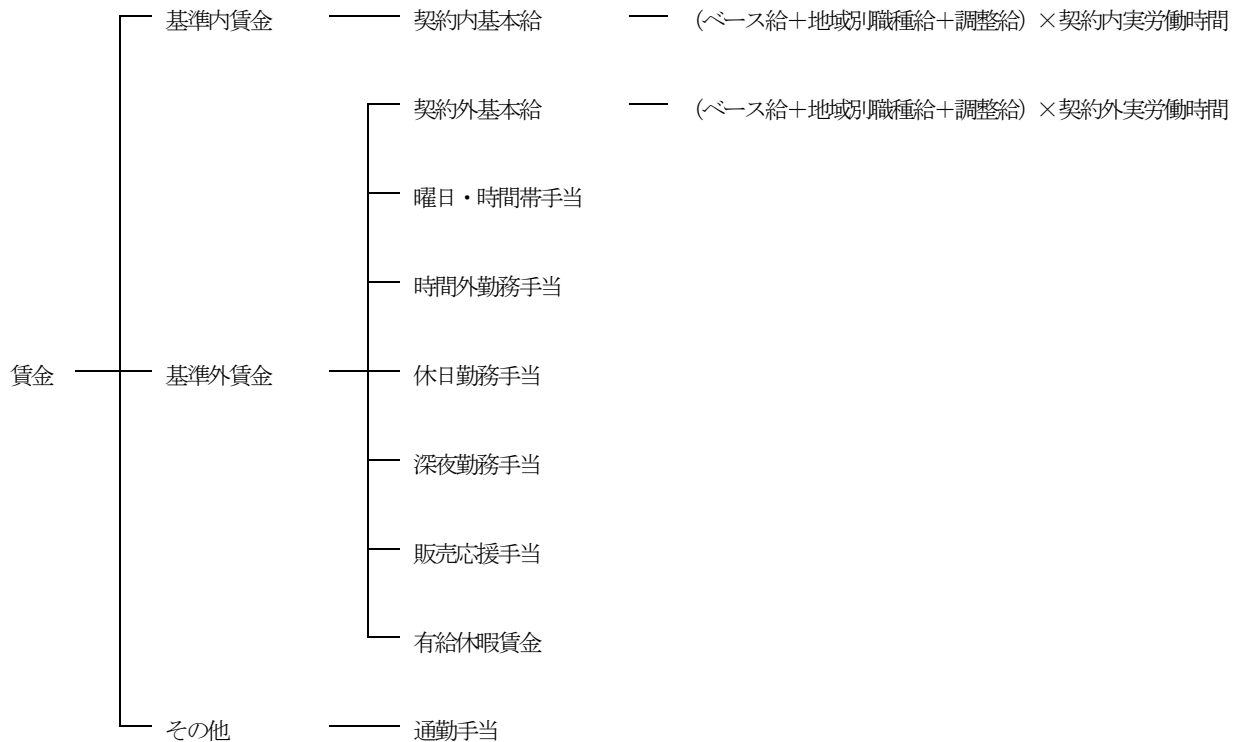 基準内賃金 契約内基本給 (ベース給+地域別職種給+調整給)×契約内実労働時間
契約外基本給 (ベース給+地域別職種給+調整給)×契約外実労働時間
曜日・時間帯手当
時間外勤務手当
賃金 基準外賃金 休日勤務手当
深夜勤務手当
販売応援手当
有給休暇賃金
その他 通勤手当